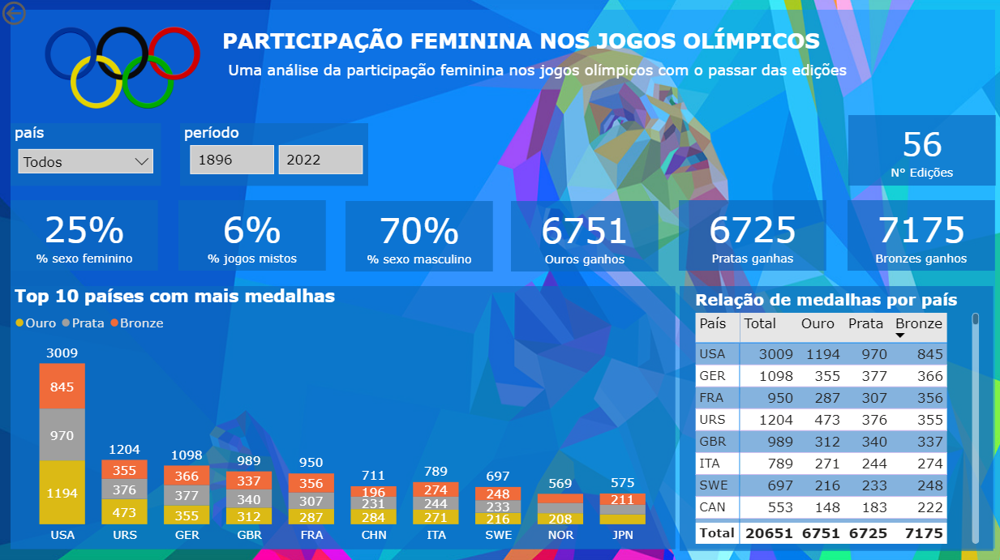 PARTICIPAÇÃO FEMININA NOS JOGOS OLÍMPICOS
Uma análise da participação feminina nos jogos olímpicos com o passar das edições
país
Todos
período
1896 2022
56
N° Edições
25%
% sexo feminino
6%
% jogos mistos
70%
% sexo masculino
6751
Ouros ganhos
6725
Pratas ganhas
7175
Bronzes ganhos
Top 10 países com mais medalhas
Ouro Prata Bronze
3009
845
970
1194
USA
1204
355
376
473
URS
1098
366
377
355
GER
989
337
340
312
GBR
950
356
307
287
FRA
711
196
231
284
CHN
789
274
244
271
ITA
697
248
233
216
SWE
569
208
NOR
575
211
JPN
Relação de medalhas por país
País Total Ouro Prata Bronze
USA 3009 1194 970 845
GER 1098 355 377 366
FRA 950 287 307 356
URS 1204 473 376 355
GBR 989 312 340 337
ITA 789 271 244 274
SWE 697 216 233 248
CAN 553 148 183 222
Total 20651 6751 6725 7175